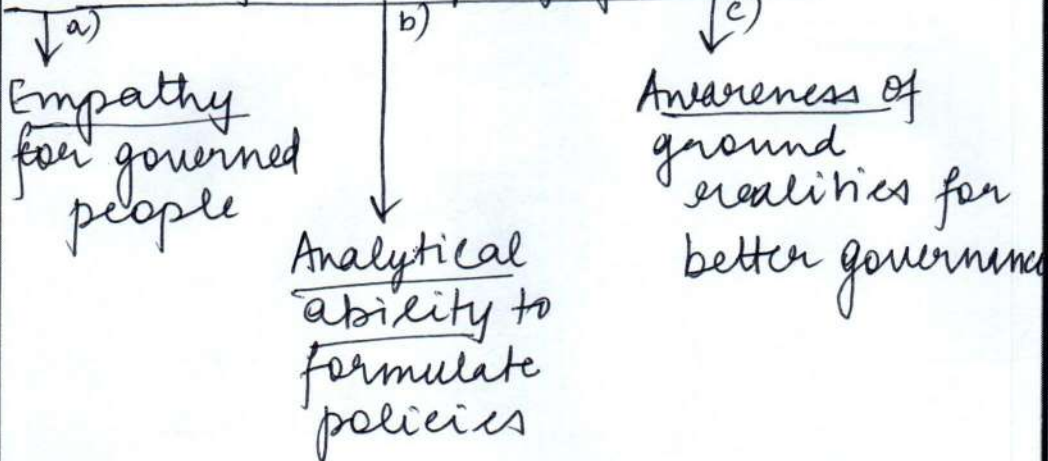 a)
Empathy
for governed
people
b)
Analytical
ability to
formulate
policies
c)
Awareness of
ground
realities for
better governance